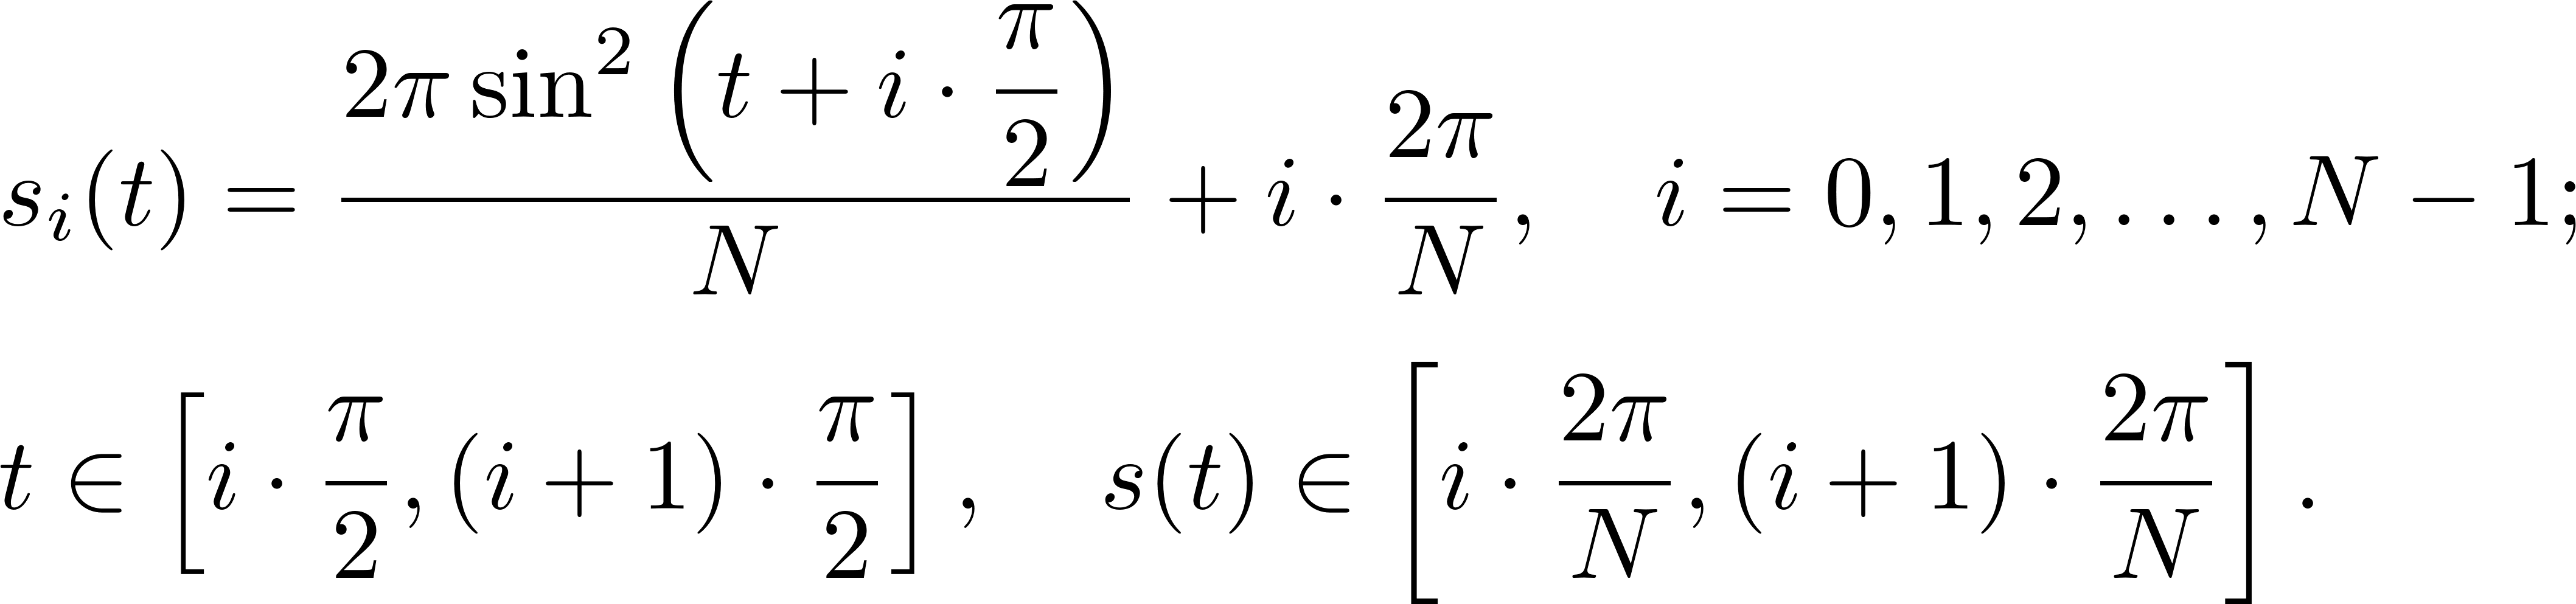 s_i(t) = \frac{2\pi \sin^2 \left( t + i \cdot \frac{\pi}{2} \right)}{N} + i \cdot \frac{2\pi}{N}, \quad i = 0, 1, 2, \ldots, N - 1;
t \in \left[ i \cdot \frac{\pi}{2}, (i + 1) \cdot \frac{\pi}{2} \right], \quad s(t) \in \left[ i \cdot \frac{2\pi}{N}, (i + 1) \cdot \frac{2\pi}{N} \right].